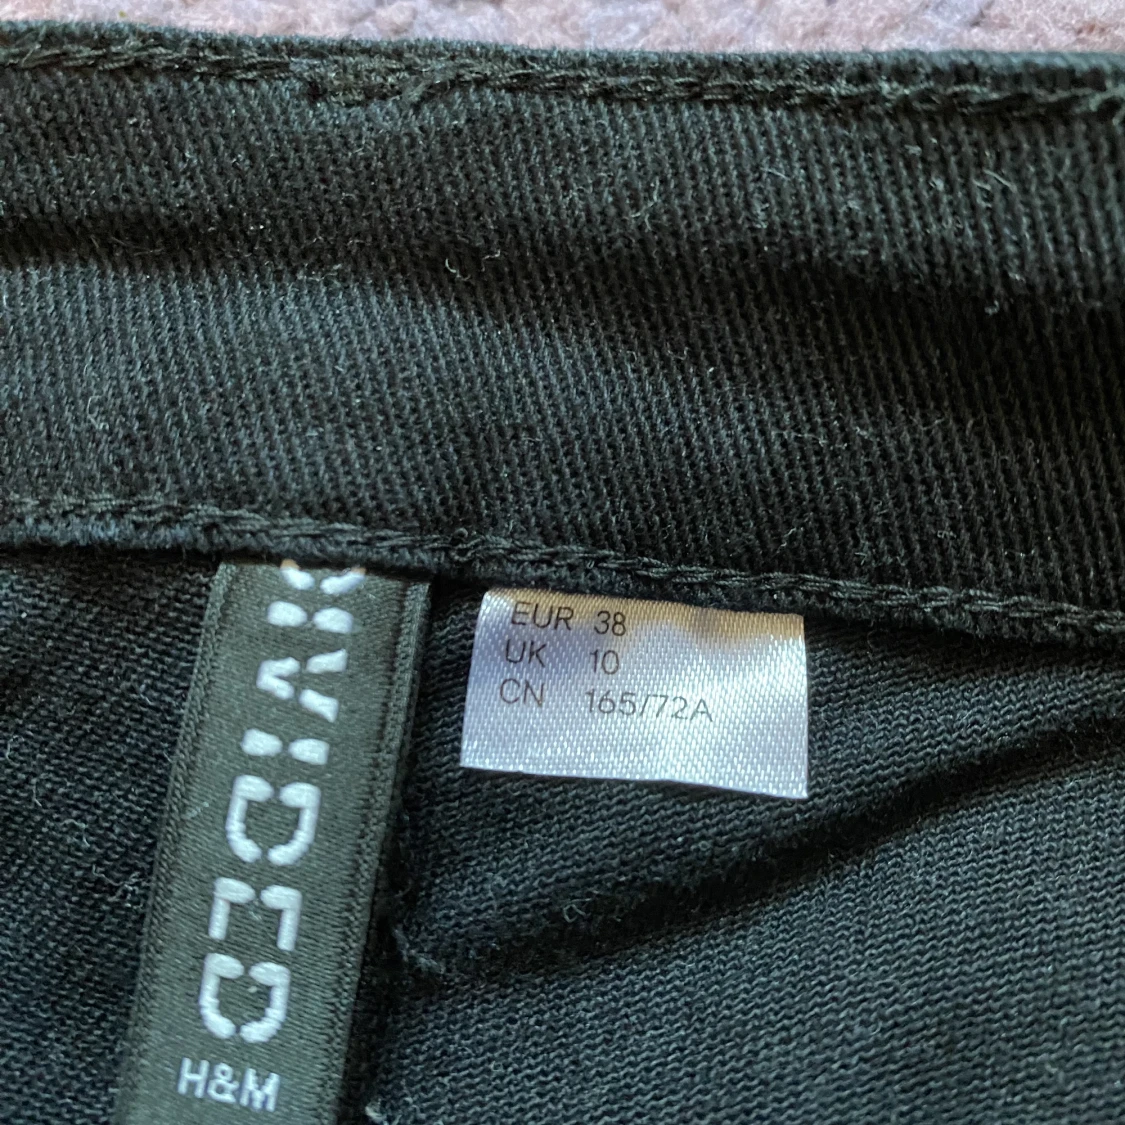 DIVIDED
H&M
EUR 38
UK 10
CN 165/72A